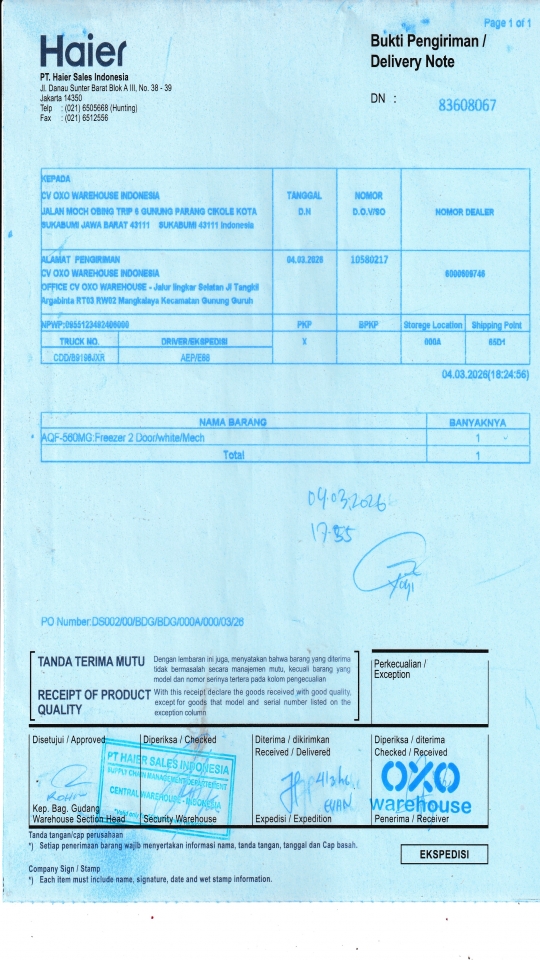 Page 1 of 1
Haier
Bukti Pengiriman /
Delivery Note
PT. Haier Sales Indonesia
Jl. Danau Sunter Barat Blok A III, No. 38 - 39
Jakarta 14350
Telp : (021) 6505668 (Hunting)
Fax : (021) 6512556
DN : 83608067
KEPADA
CV OXO WAREHOUSE INDONESIA
JALAN MOCH OBING TRIP 6 GUNUNG PARANG CIKOLE KOTA
SUKABUMI JAWA BARAT 43111 SUKABUMI 43111 Indonesia
TANGGAL
D.H
NOMOR
D.O.V/SO
NOMOR DEALER
ALAMAT PENGIRIMAN
CV OXO WAREHOUSE INDONESIA
OFFICE CV OXO WAREHOUSE - Jalur lingkar Selatan Jl Tangkil
Argabinta RT03 RW02 Mangkalaya Kecamatan Gunung Guruh
04.03.2026
10580217
NPWP:
PKP
BPKP
Storege Location
Shipping Point
TRUCK NO.
DRIVER/EKSPEDISI
X
000A
65D1
04.03.2026(18:24:56)
NAMA BARANG
BANYAKNYA
AQF-560MG:Freezer 2 Door/white/Mech
1
Total
1
04.03.2026
17.55
PO Number:DS002/00/BDG/BDG/000A/000/03/26
TANDA TERIMA MUTU
Dengan lembaran ini juga, menyatakan bahwa barang yang diterima
tidak bermasalah secara manajemen mutu, kecuali barang yang
model dan nomor serinya tertera pada kolom pengecualian
RECEIPT OF PRODUCT
QUALITY
With this receipt declare the goods received with good quality,
except for goods that model and serial number listed on the
exception column
Perkecualian /
Exception
Disetujui / Approved
Diperiksa / Checked
Diterima / dikirimkan
Received / Delivered
Diperiksa / diterima
Checked / Received
PT HAIER SALES INDONESIA
SUPPLY CHAIN MANAGEMENT DEPARTEMENT
CENTRAL WAREHOUSE - INDONESIA
OXO
warehouse
EVAN
Kep. Bag. Gudang
Warehouse Section Head
Security Warehouse
Expedisi / Expedition
Penerima / Receiver
Tanda tangan/cap perusahaan
*) Setiap penerimaan barang wajib menyertakan informasi nama, tanda tangan, tanggal dan Cap basah.
EKSPEDISI
Company Sign / Stamp
*) Each item must include name, signature, date and wet stamp information.